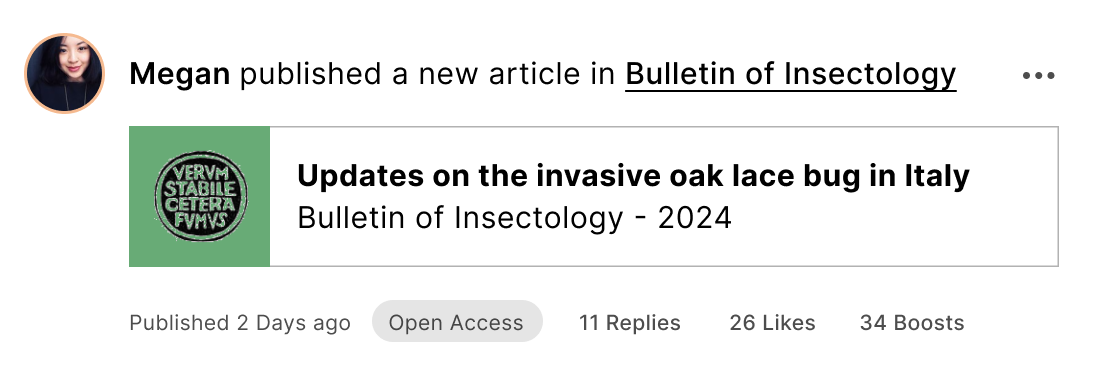 Megan published a new article in Bulletin of Insectology
VERVM
STABILE
CETERA
FVMVS
Updates on the invasive oak lace bug in Italy
Bulletin of Insectology - 2024
Published 2 Days ago Open Access 11 Replies 26 Likes 34 Boosts